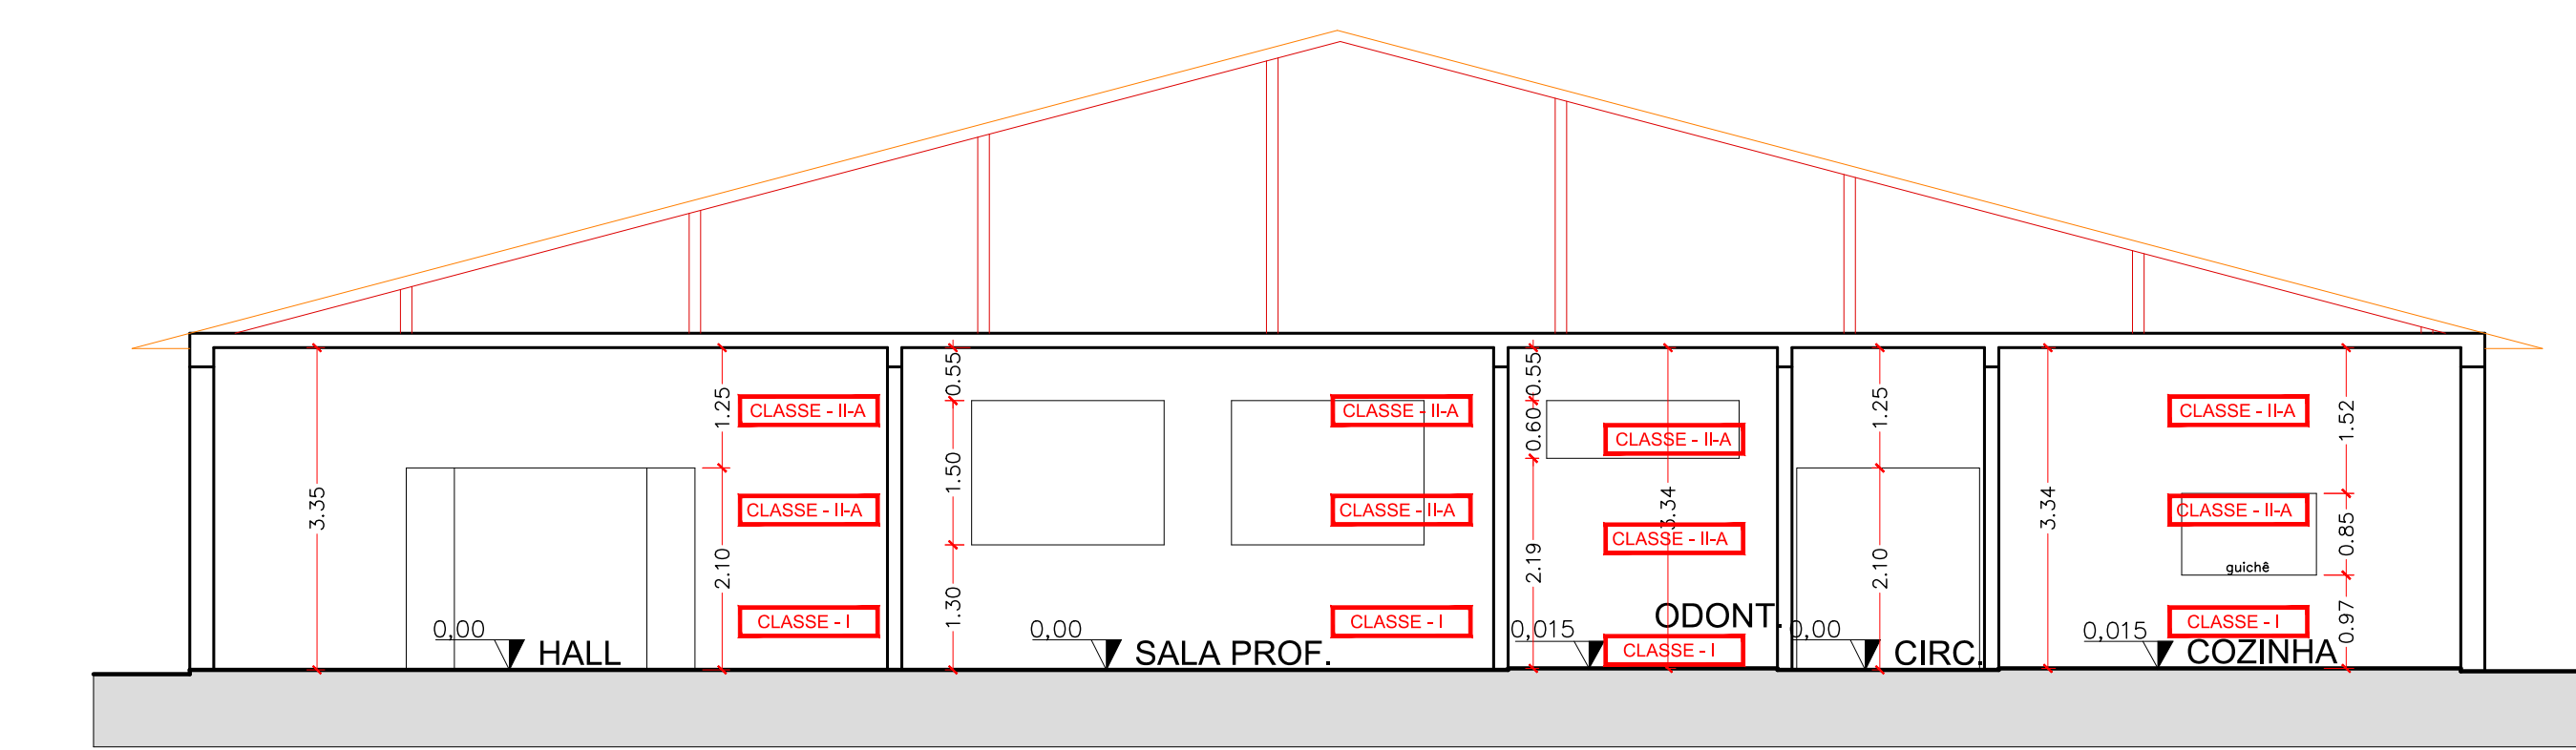 3.35
0,00
HALL
1.25
2.10
CLASSE - II-A
CLASSE - II-A
CLASSE - I
0.55
1.50
1.30
0,00
SALA PROF.
CLASSE - II-A
CLASSE - II-A
CLASSE - I
0.55
0.60
2.19
0,015
ODONT.
3.34
CLASSE - II-A
CLASSE - II-A
CLASSE - I
1.25
2.10
0,00
CIRC.
3.34
0,015
COZINHA
CLASSE - II-A
CLASSE - II-A
guichê
CLASSE - I
1.52
0.85
0.97